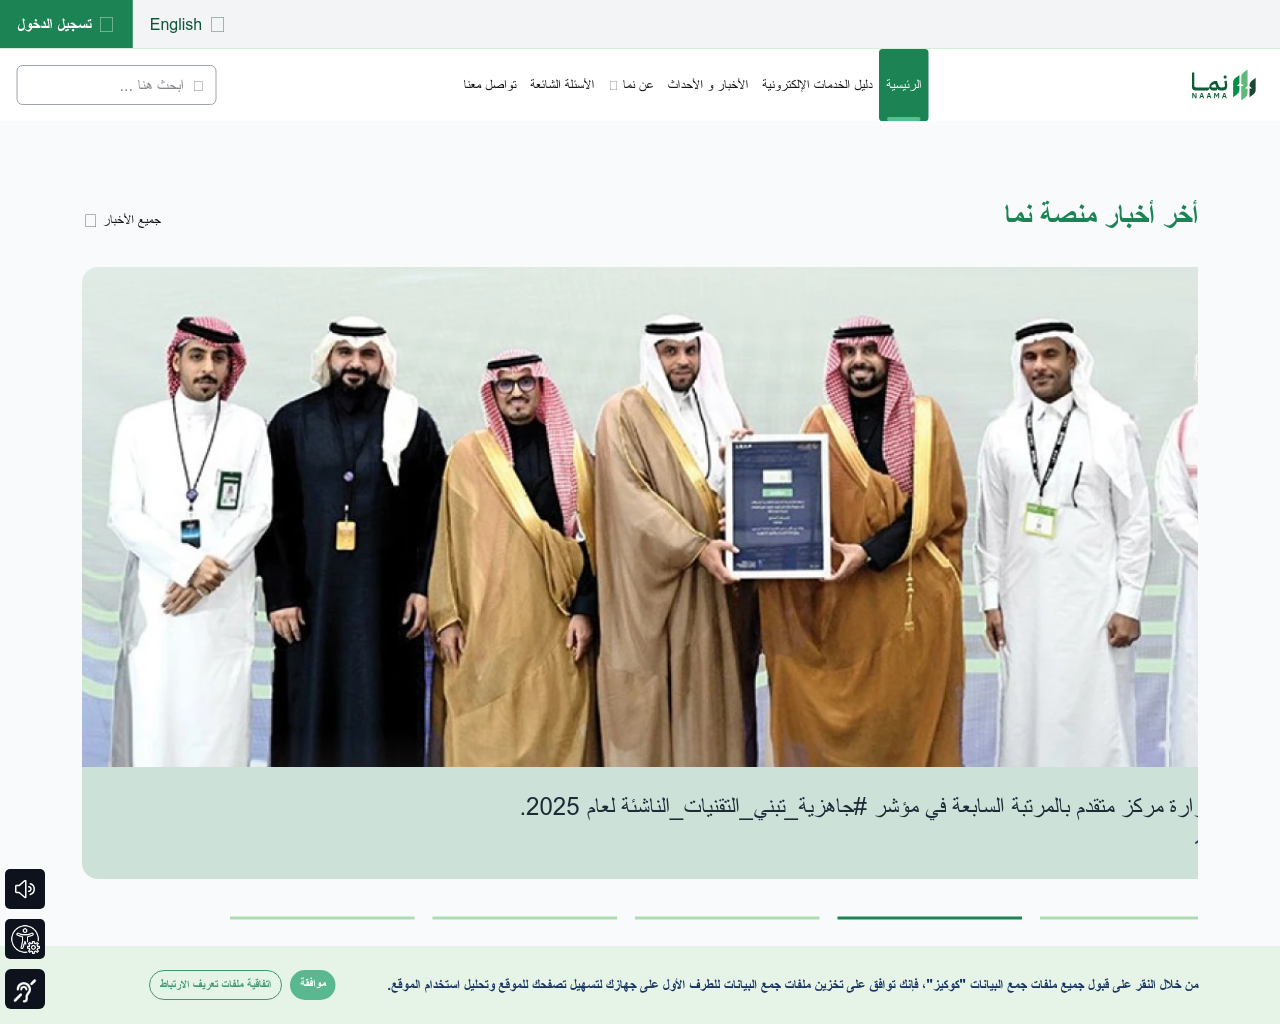 English
تسجيل الدخول
نما
NAAMA
الرئيسية
دليل الخدمات الإلكترونية
الأخبار و الأحداث
عن نما
الأسئلة الشائعة
تواصل معنا
ابحث هنا ...
أخر أخبار منصة نما
جميع الأخبار
مركز متقدم بالمرتبة السابعة في مؤشر #جاهزية_تبني_التقنيات_الناشئة لعام 2025.
من خلال النقر على قبول جميع ملفات جمع البيانات "كوكيز"، فإنك توافق على تخزين ملفات جمع البيانات للطرف الأول على جهازك لتسهيل تصفحك للموقع وتحليل استخدام الموقع.
موافقة
اتفاقية ملفات تعريف الارتباط